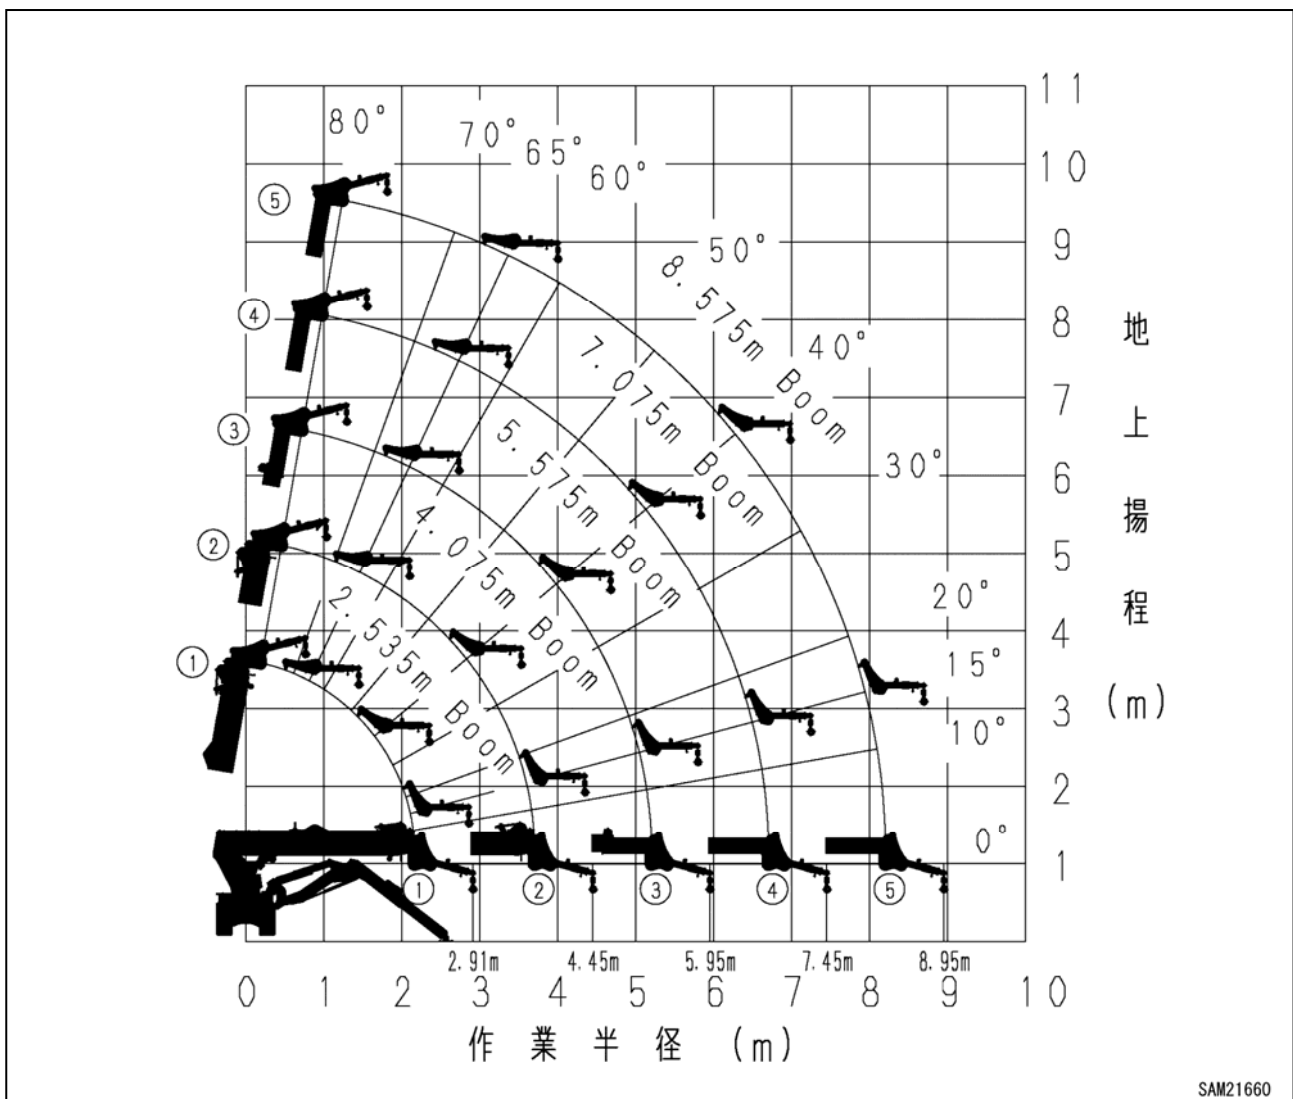 11
80°
70°
65°
60°
10
⑤
50°
9
8.575m Boom
④
40°
8
7.075m Boom
7
③
5.575m Boom
30°
6
4.075m Boom
②
5
2.535m Boom
20°
4
①
15°
3
10°
2
0°
1
① ② ③ ④ ⑤
2.91m 4.45m 5.95m 7.45m 8.95m
0 1 2 3 4 5 6 7 8 9 10
作業半径 (m)
地上揚程(m)
SAM21660